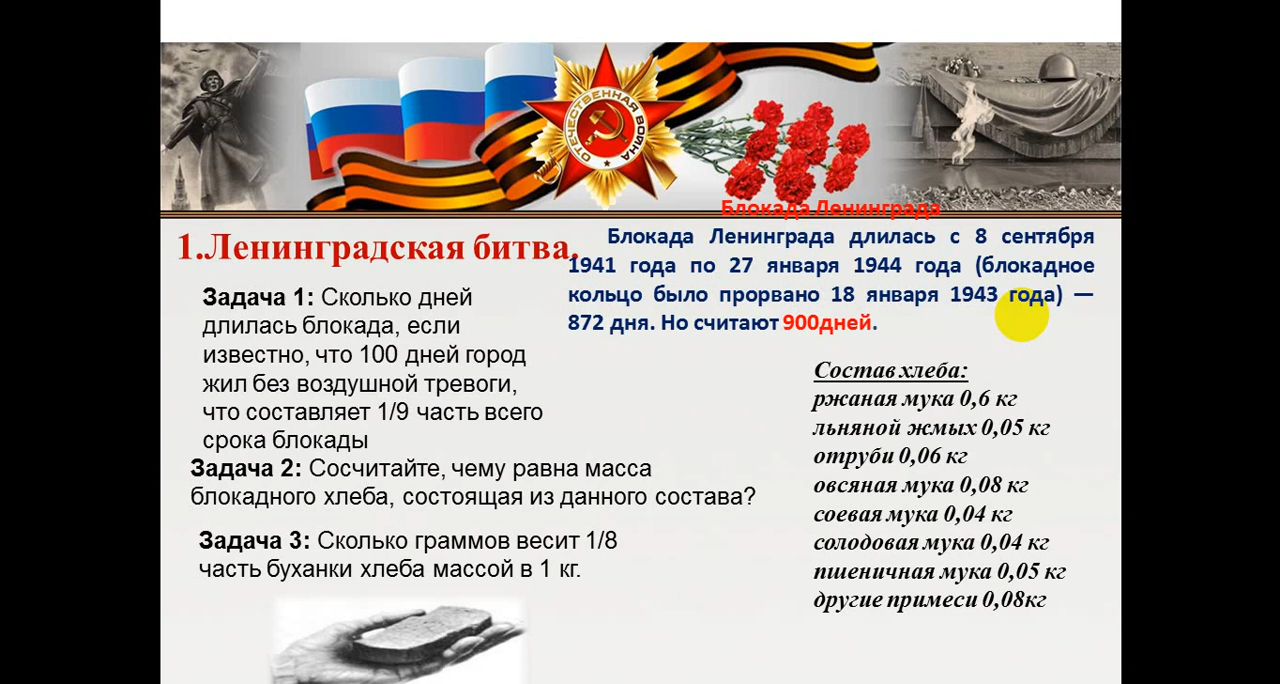 ОТЕЧЕСТВЕННАЯ ВОЙНА
Блокада Ленинграда
1.Ленинградская битва.
Блокада Ленинграда длилась с 8 сентября
1941 года по 27 января 1944 года (блокадное
кольцо было прорвано 18 января 1943 года) —
872 дня. Но считают 900дней.
Задача 1: Сколько дней
длилась блокада, если
известно, что 100 дней город
жил без воздушной тревоги,
что составляет 1/9 часть всего
срока блокады
Задача 2: Сосчитайте, чему равна масса
блокадного хлеба, состоящая из данного состава?
Задача 3: Сколько граммов весит 1/8
часть буханки хлеба массой в 1 кг.
Состав хлеба:
ржаная мука 0,6 кг
льняной жмых 0,05 кг
отруби 0,06 кг
овсяная мука 0,08 кг
соевая мука 0,04 кг
солодовая мука 0,04 кг
пшеничная мука 0,05 кг
другие примеси 0,08кг